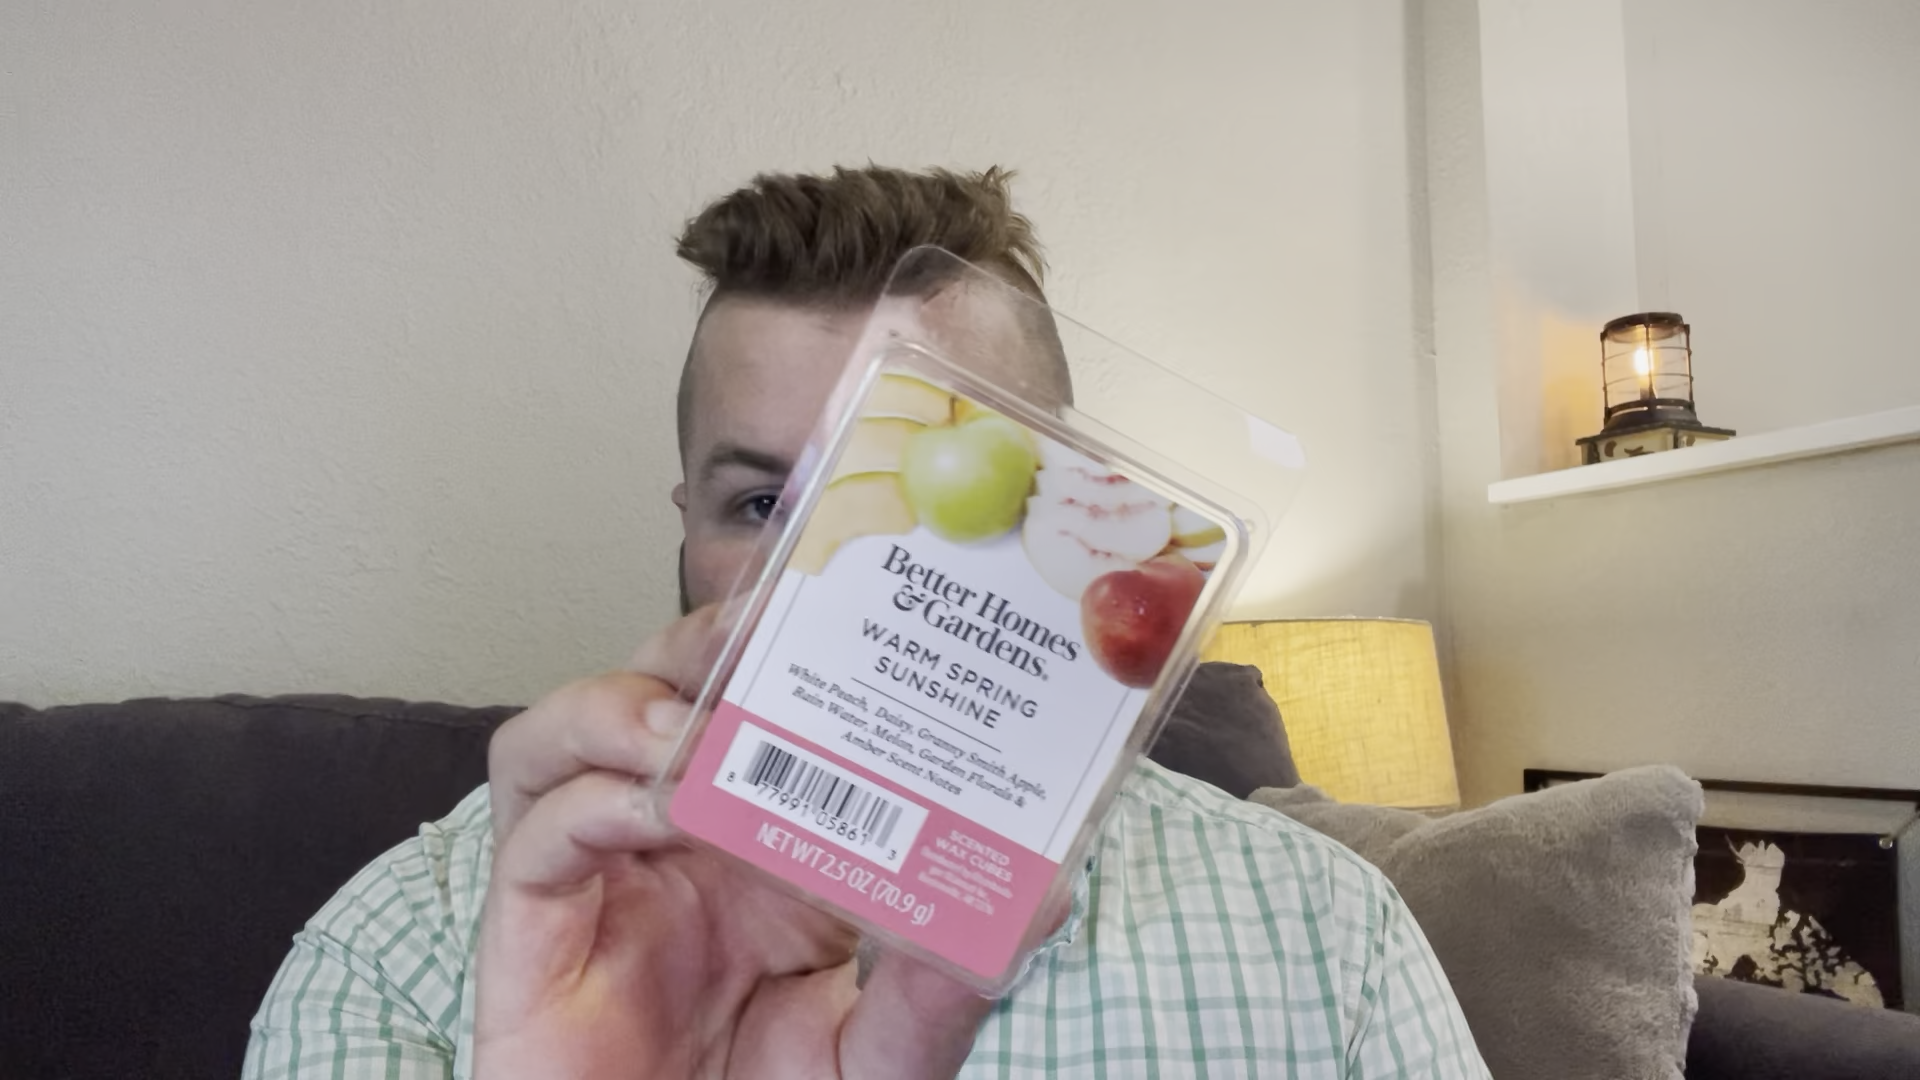 Better Homes
& Gardens®
WARM SPRING
SUNSHINE
White Peach, Daisy, Granny Smith Apple,
Rain Water, Melon, Garden Florals &
Amber Scent Notes
8 77991 05861 3
NET WT 2.5 OZ (70.9 g)
SCENTED
WAX CUBES